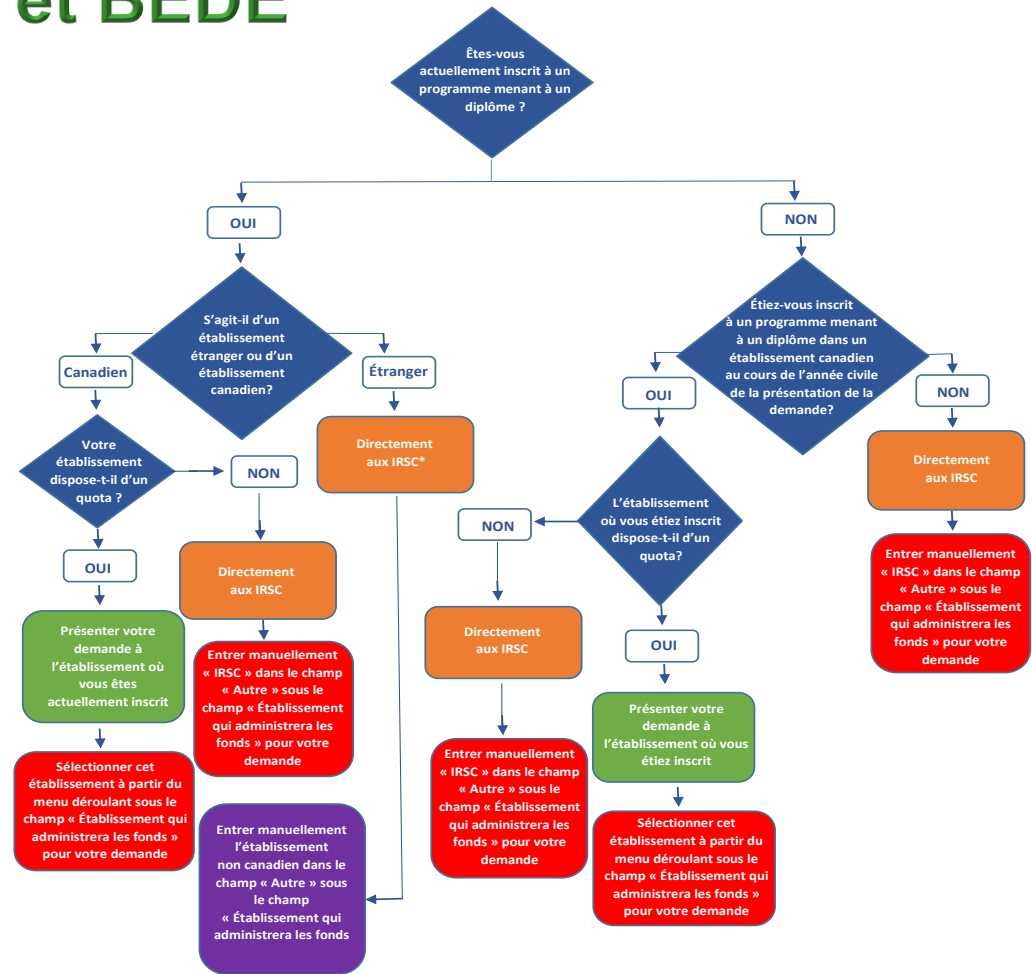 et BEDE
Êtes-vous
actuellement inscrit à un
programme menant à un
diplôme ?
OUI
NON
S’agit-il d’un
établissement
étranger ou d’un
établissement
canadien?
Étiez-vous inscrit
à un programme menant
à un diplôme dans un
établissement canadien
au cours de l’année civile
de la présentation de la
demande?
Canadien
Étranger
OUI
NON
Votre
établissement
dispose-t-il d’un
quota ?
NON
Directement
aux IRSC*
L’établissement
où vous étiez inscrit
dispose-t-il d’un
quota?
NON
Directement
aux IRSC
OUI
Directement
aux IRSC
Entrer manuellement
« IRSC » dans le champ
« Autre » sous le
champ « Établissement
qui administrera les
fonds » pour votre
demande
Présenter votre
demande à
l’établissement où
vous êtes
actuellement inscrit
Entrer manuellement
« IRSC » dans le champ
« Autre » sous le
champ « Établissement
qui administrera les
fonds » pour votre
demande
Directement
aux IRSC
OUI
Présenter votre
demande à
l’établissement où vous
étiez inscrit
Sélectionner cet
établissement à partir du
menu déroulant sous le
champ « Établissement qui
administrera les fonds »
pour votre demande
Entrer manuellement
l’établissement
non canadien dans le
champ « Autre » sous
le champ
« Établissement qui
administrera les fonds
Entrer manuellement
« IRSC » dans le champ
« Autre » sous le
champ « Établissement
qui administrera les
fonds » pour votre
demande
Sélectionner cet
établissement à partir du
menu déroulant sous le
champ « Établissement qui
administrera les fonds »
pour votre demande